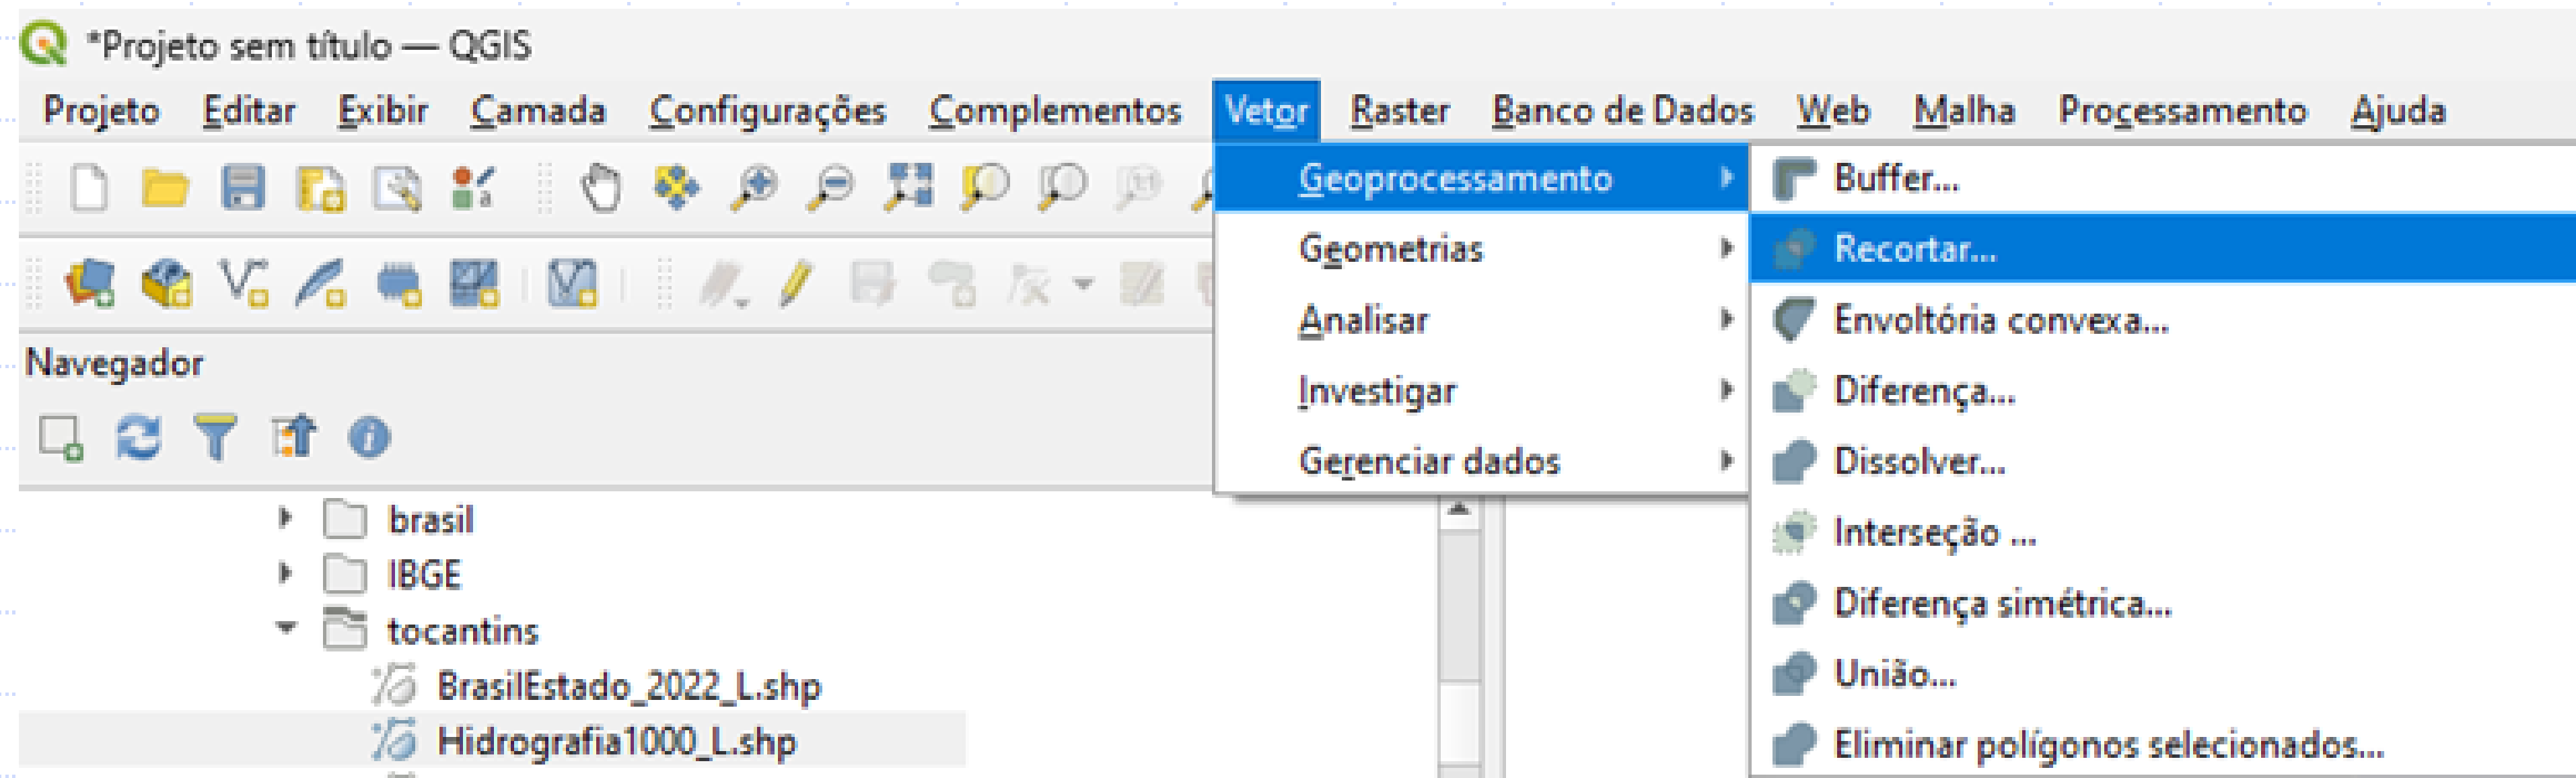 *Projeto sem título — QGIS
Projeto Editar Exibir Camada Configurações Complementos Vetor Raster Banco de Dados Web Malha Processamento Ajuda
Geoprocessamento
Geometrias
Analisar
Investigar
Gerenciar dados
Buffer...
Recortar...
Envoltória convexa...
Diferença...
Dissolver...
Interseção ...
Diferença simétrica...
União...
Eliminar polígonos selecionados...
Navegador
brasil
IBGE
tocantins
BrasilEstado_2022_L.shp
Hidrografia1000_L.shp